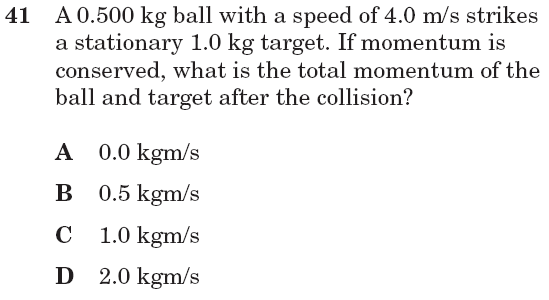 41 A 0.500 kg ball with a speed of 4.0 m/s strikes
a stationary 1.0 kg target. If momentum is
conserved, what is the total momentum of the
ball and target after the collision?
A 0.0 kgm/s
B 0.5 kgm/s
C 1.0 kgm/s
D 2.0 kgm/s